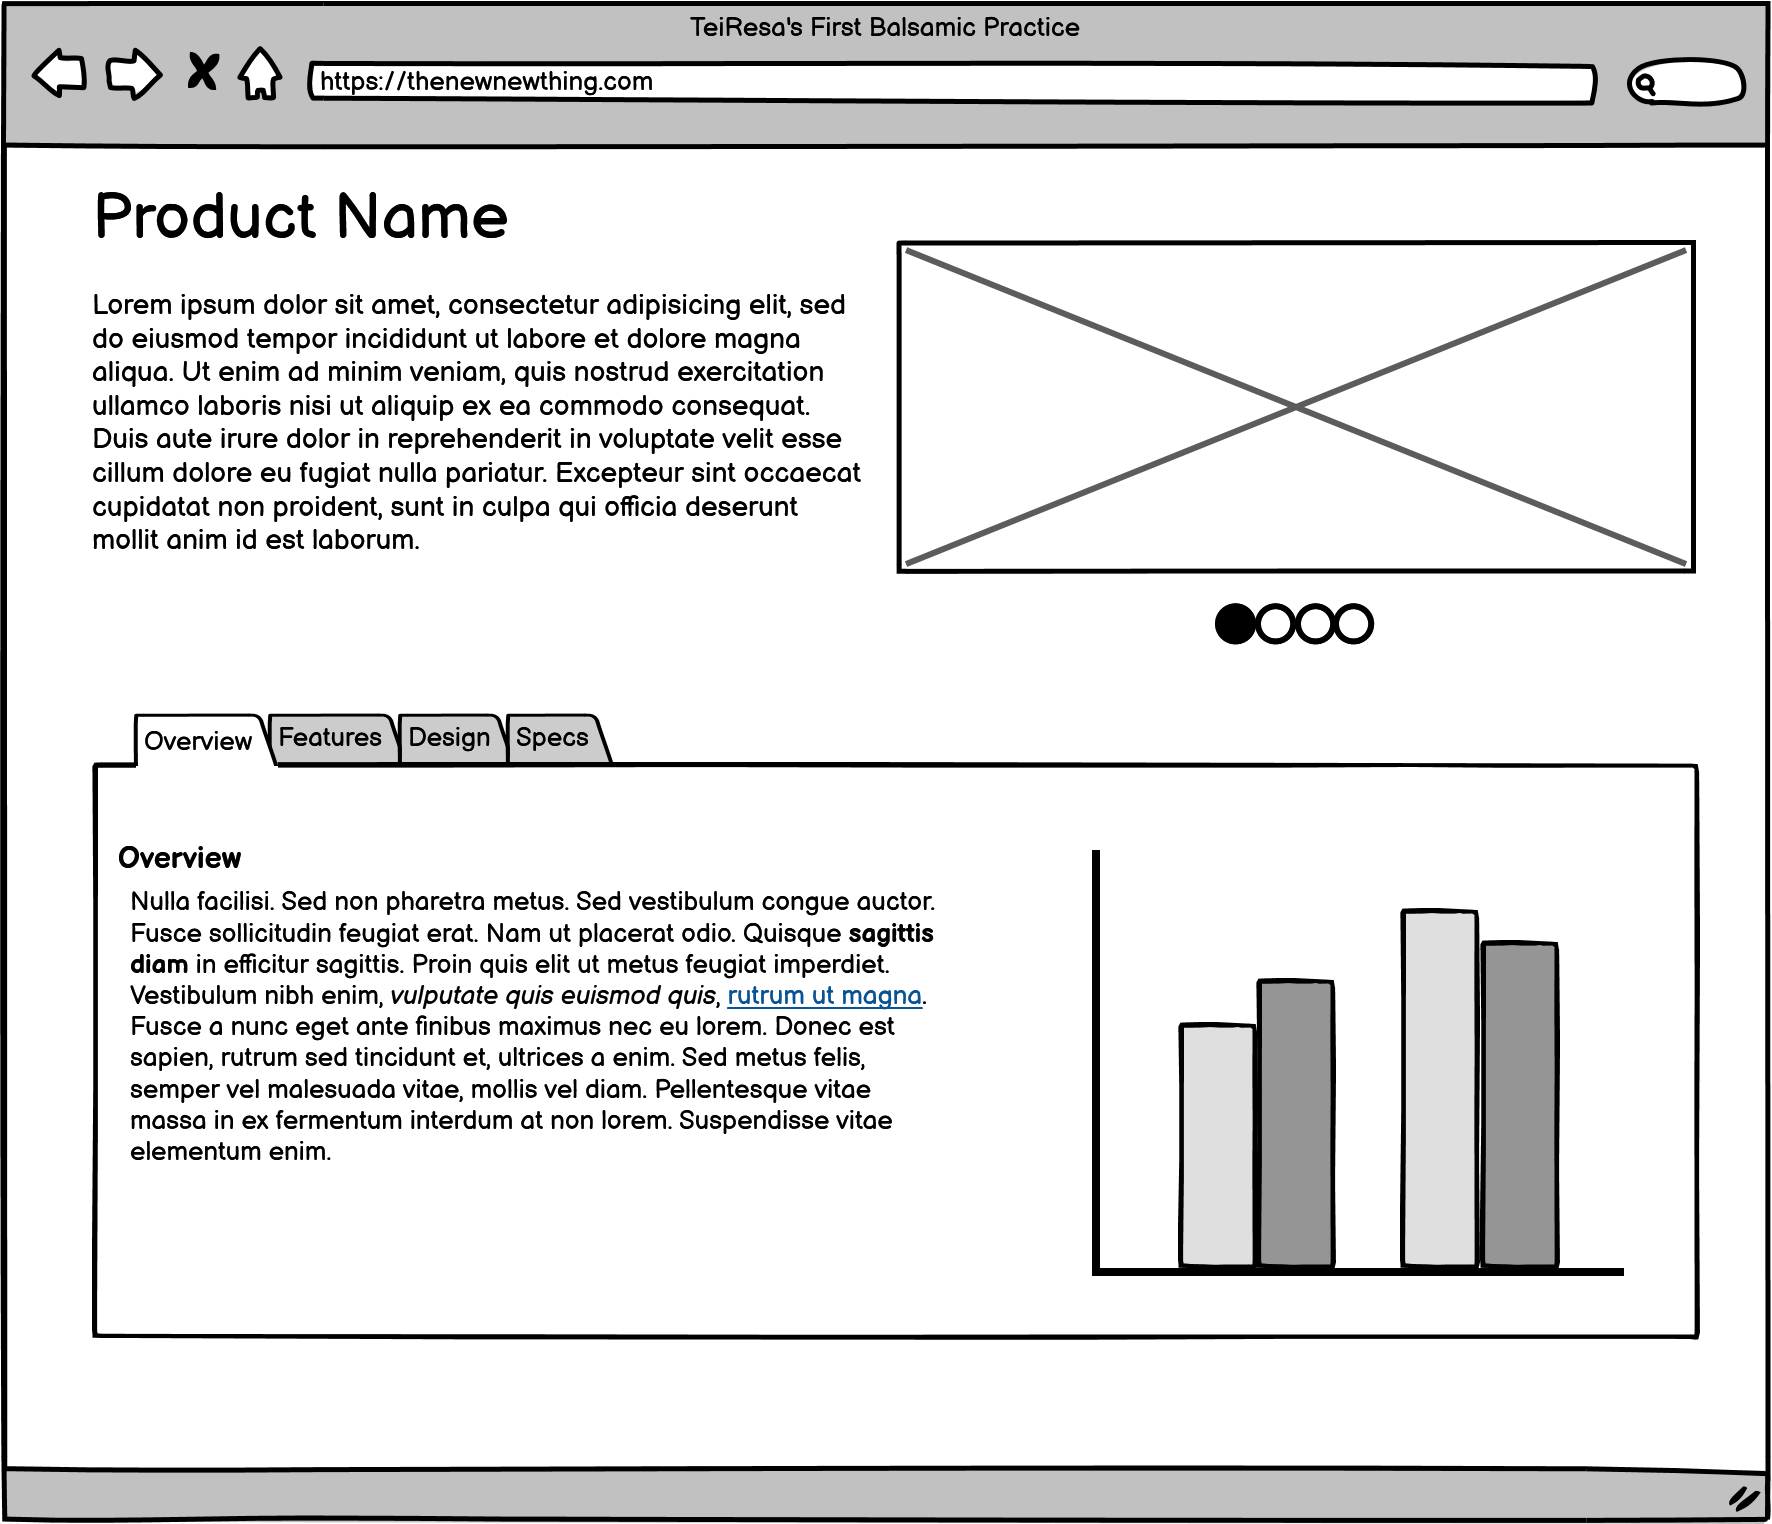 TeiResa's First Balsamic Practice
https://thenewnewthing.com
Product Name
Lorem ipsum dolor sit amet, consectetur adipisicing elit, sed
do eiusmod tempor incididunt ut labore et dolore magna
aliqua. Ut enim ad minim veniam, quis nostrud exercitation
ullamco laboris nisi ut aliquip ex ea commodo consequat.
Duis aute irure dolor in reprehenderit in voluptate velit esse
cillum dolore eu fugiat nulla pariatur. Excepteur sint occaecat
cupidatat non proident, sunt in culpa qui officia deserunt
mollit anim id est laborum.
Overview Features Design Specs
Overview
Nulla facilisi. Sed non pharetra metus. Sed vestibulum congue auctor.
Fusce sollicitudin feugiat erat. Nam ut placerat odio. Quisque sagittis
diam in efficitur sagittis. Proin quis elit ut metus feugiat imperdiet.
Vestibulum nibh enim, vulputate quis euismod quis, rutrum ut magna.
Fusce a nunc eget ante finibus maximus nec eu lorem. Donec est
sapien, rutrum sed tincidunt et, ultrices a enim. Sed metus felis,
semper vel malesuada vitae, mollis vel diam. Pellentesque vitae
massa in ex fermentum interdum at non lorem. Suspendisse vitae
elementum enim.